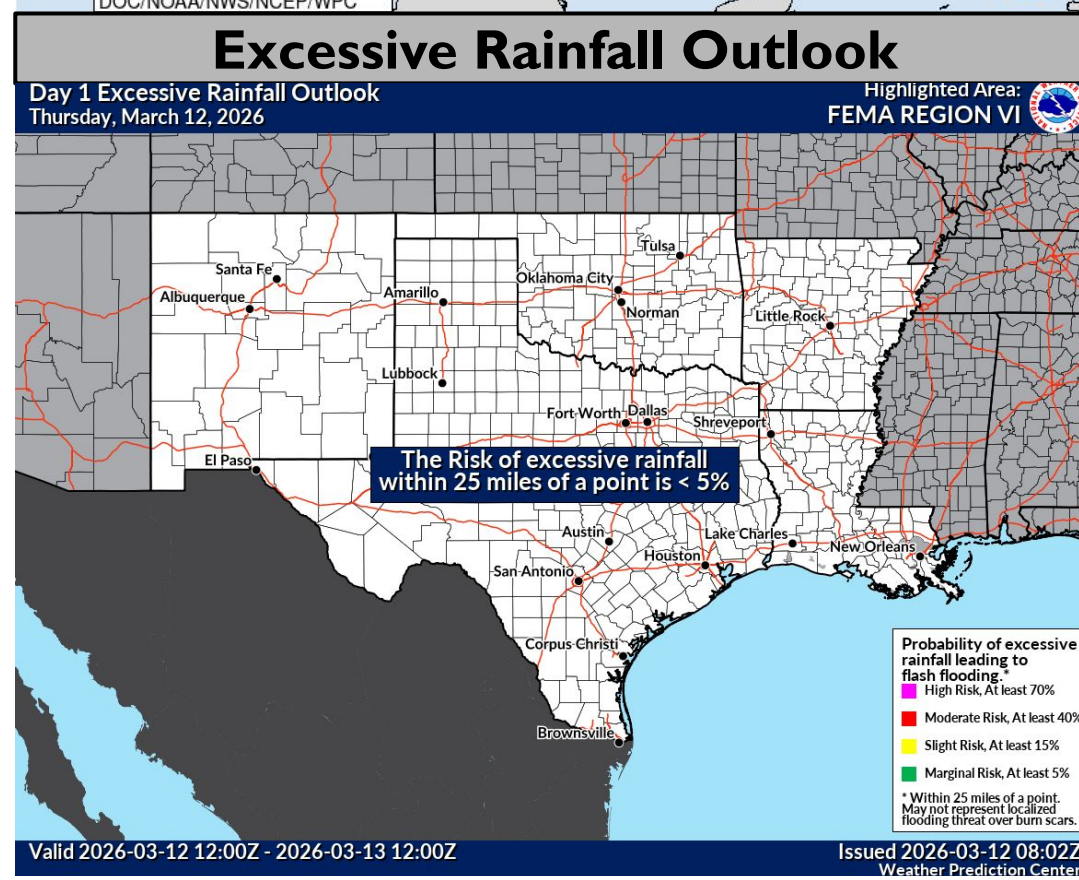 DOC/NOAA/NWS/NCEP/WPC
Excessive Rainfall Outlook
Day 1 Excessive Rainfall Outlook
Thursday, March 12, 2026
Highlighted Area:
FEMA REGION VI
Tulsa
Santa Fe
Oklahoma City
Albuquerque
Amarillo
Norman
Little Rock
Lubbock
Fort Worth
Dallas
Shreveport
El Paso
The Risk of excessive rainfall
within 25 miles of a point is < 5%
Austin
Lake Charles
New Orleans
Houston
San Antonio
Corpus Christi
Brownsville
Probability of excessive
rainfall leading to
flash flooding.*
High Risk, At least 70%
Moderate Risk, At least 40%
Slight Risk, At least 15%
Marginal Risk, At least 5%
* Within 25 miles of a point.
May not represent localized
flooding threat over burn scars.
Valid 2026-03-12 12:00Z - 2026-03-13 12:00Z
Issued 2026-03-12 08:02Z
Weather Prediction Center